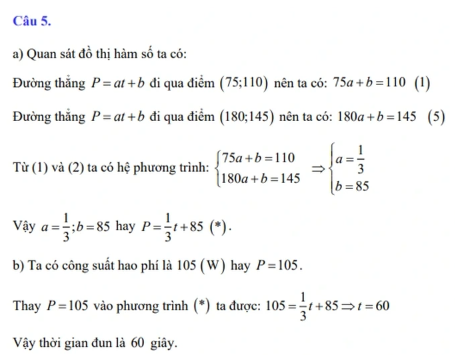 Câu 5.
a) Quan sát đồ thị hàm số ta có:
Đường thẳng P = at + b đi qua điểm (75;110) nên ta có: 75a + b = 110 (1)
Đường thẳng P = at + b đi qua điểm (180;145) nên ta có: 180a + b = 145 (5)
Từ (1) và (2) ta có hệ phương trình: {75a + b = 110 180a + b = 145 ⇒ {a = 1/3 b = 85
Vậy a = 1/3; b = 85 hay P = 1/3 t + 85 (*).
b) Ta có công suất hao phí là 105 (W) hay P = 105.
Thay P = 105 vào phương trình (*) ta được: 105 = 1/3 t + 85 ⇒ t = 60
Vậy thời gian đun là 60 giây.